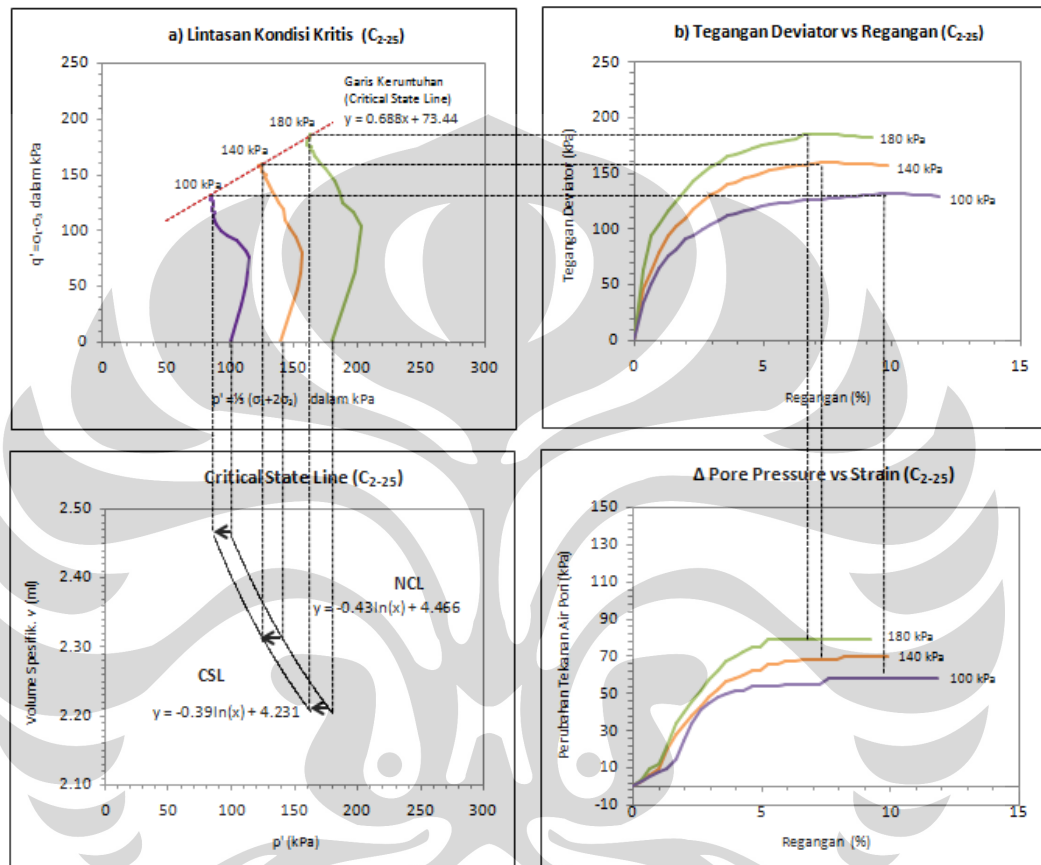 a) Lintasan Kondisi Kritis (C2-25)
250
200
150
100
50
0
q' =σ1-σ3 dalam kPa
Garis Keruntuhan
(Critical State Line)
y = 0.688x + 73.44
180 kPa
140 kPa
100 kPa
0 50 100 150 200 250 300
dalam kPa
b) Tegangan Deviator vs Regangan (C2-25)
250
200
150
100
50
0
Tegangan Deviator (kPa)
180 kPa
140 kPa
100 kPa
0 5 10 15
Regangan (%)
Critical State Line (C2-25)
2.50
2.40
2.30
2.20
2.10
Volume Spesifik. v (ml)
NCL
y = -0.43ln(x) + 4.466
CSL
y = -0.39ln(x) + 4.231
0 50 100 150 200 250 300
p' (kPa)
Δ Pore Pressure vs Strain (C2-25)
150
130
110
90
70
50
30
10
-10
Perubahan Tekana Air Pori (kPa)
180 kPa
140 kPa
100 kPa
0 5 10 15
Regangan (%)